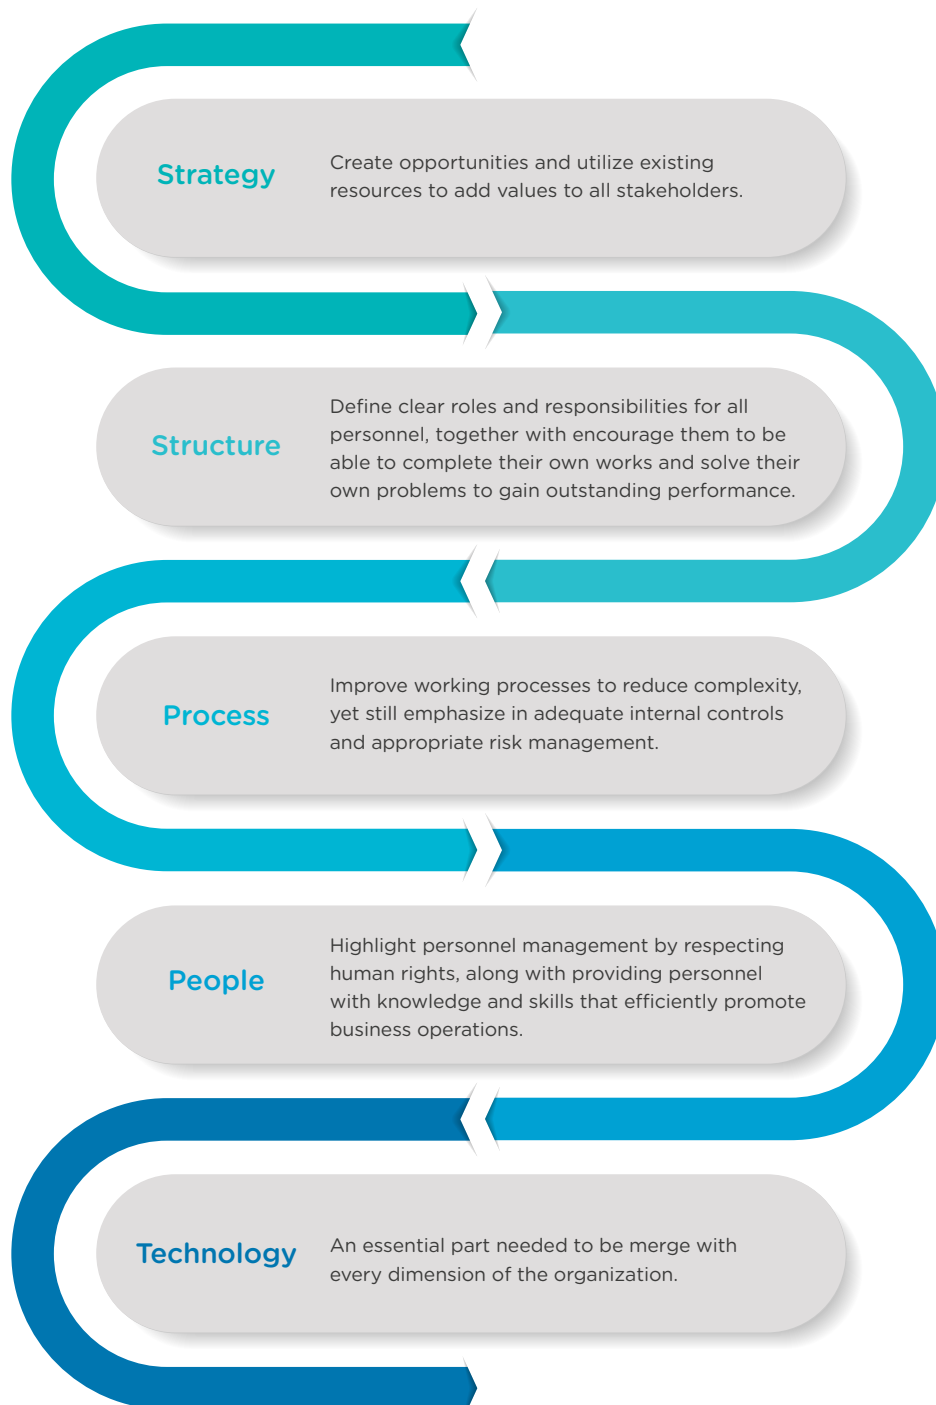 Strategy
Create opportunities and utilize existing
resources to add values to all stakeholders.
Structure
Define clear roles and responsibilities for all
personnel, together with encourage them to be
able to complete their own works and solve their
own problems to gain outstanding performance.
Process
Improve working processes to reduce complexity,
yet still emphasize in adequate internal controls
and appropriate risk management.
People
Highlight personnel management by respecting
human rights, along with providing personnel
with knowledge and skills that efficiently promote
business operations.
Technology
An essential part needed to be merge with
every dimension of the organization.